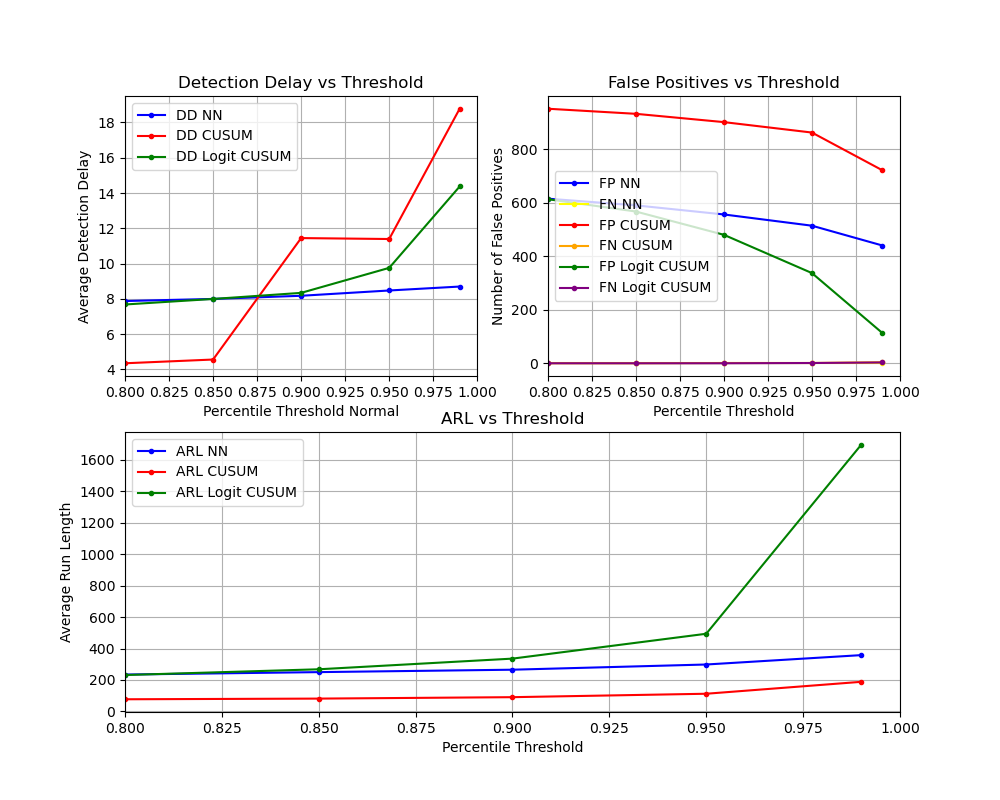 Detection Delay vs Threshold
Average Detection Delay
18
16
14
12
10
8
6
4
DD NN
DD CUSUM
DD Logit CUSUM
0.800 0.825 0.850 0.875 0.900 0.925 0.950 0.975 1.000
Percentile Threshold Normal
False Positives vs Threshold
Number of False Positives
800
600
400
200
0
FP NN
FN NN
FP CUSUM
FN CUSUM
FP Logit CUSUM
FN Logit CUSUM
0.800 0.825 0.850 0.875 0.900 0.925 0.950 0.975 1.000
Percentile Threshold
ARL vs Threshold
Average Run Length
1600
1400
1200
1000
800
600
400
200
0
ARL NN
ARL CUSUM
ARL Logit CUSUM
0.800 0.825 0.850 0.875 0.900 0.925 0.950 0.975 1.000
Percentile Threshold